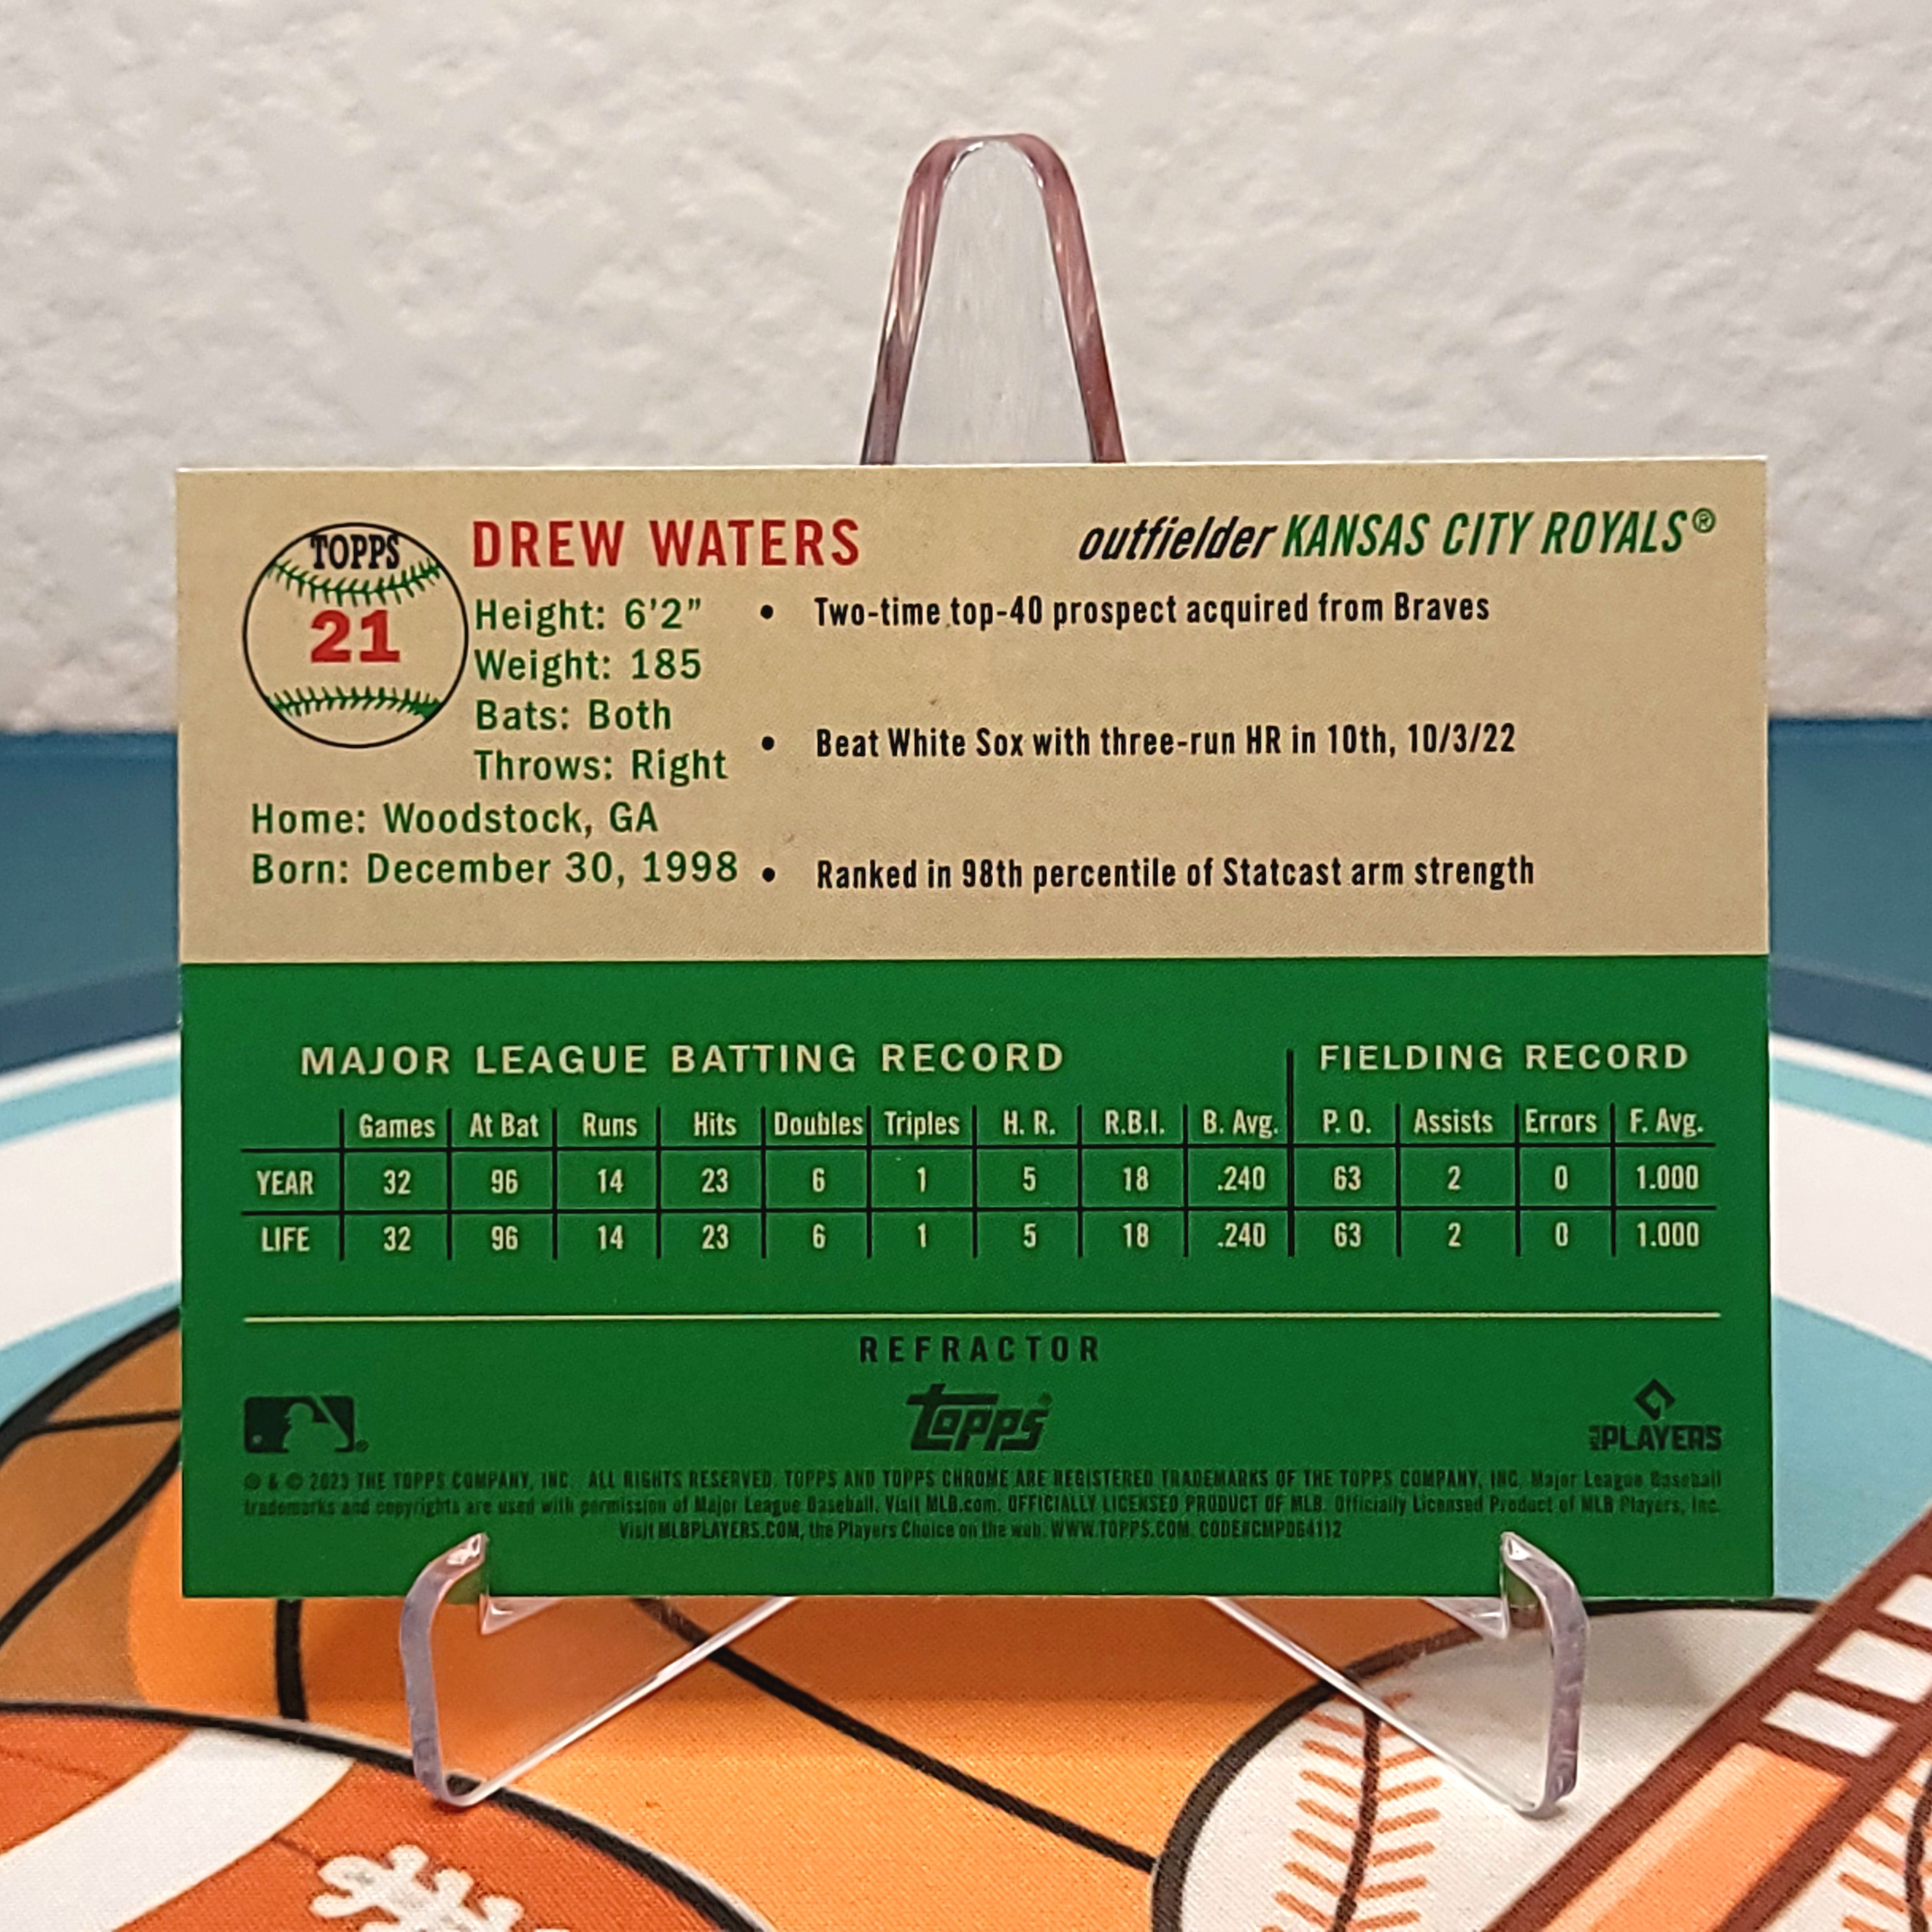 TOPPS
21
DREW WATERS
outfielder KANSAS CITY ROYALS®
Height: 6'2"
Weight: 185
Bats: Both
Throws: Right
Home: Woodstock, GA
Born: December 30, 1998
• Two-time top-40 prospect acquired from Braves
• Beat White Sox with three-run HR in 10th, 10/3/22
• Ranked in 98th percentile of Statcast arm strength
MAJOR LEAGUE BATTING RECORD FIELDING RECORD
Games At Bat Runs Hits Doubles Triples H. R. R.B.I. B. Avg. P. O. Assists Errors F. Avg.
YEAR 32 96 14 23 6 1 5 18 .240 63 2 0 1.000
LIFE 32 96 14 23 6 1 5 18 .240 63 2 0 1.000
REFRACTOR
topps®
MLB PLAYERS
® & © 2023 THE TOPPS COMPANY, INC. ALL RIGHTS RESERVED. TOPPS AND TOPPS CHROME ARE REGISTERED TRADEMARKS OF THE TOPPS COMPANY, INC. Major League Baseball
trademarks and copyrights are used with permission of Major League Baseball. Visit MLB.com. OFFICIALLY LICENSED PRODUCT OF MLB. Officially Licensed Product of MLB Players, Inc.
Visit MLBPLAYERS.COM, the Players Choice on the web. WWW.TOPPS.COM. CODE#CMP064112